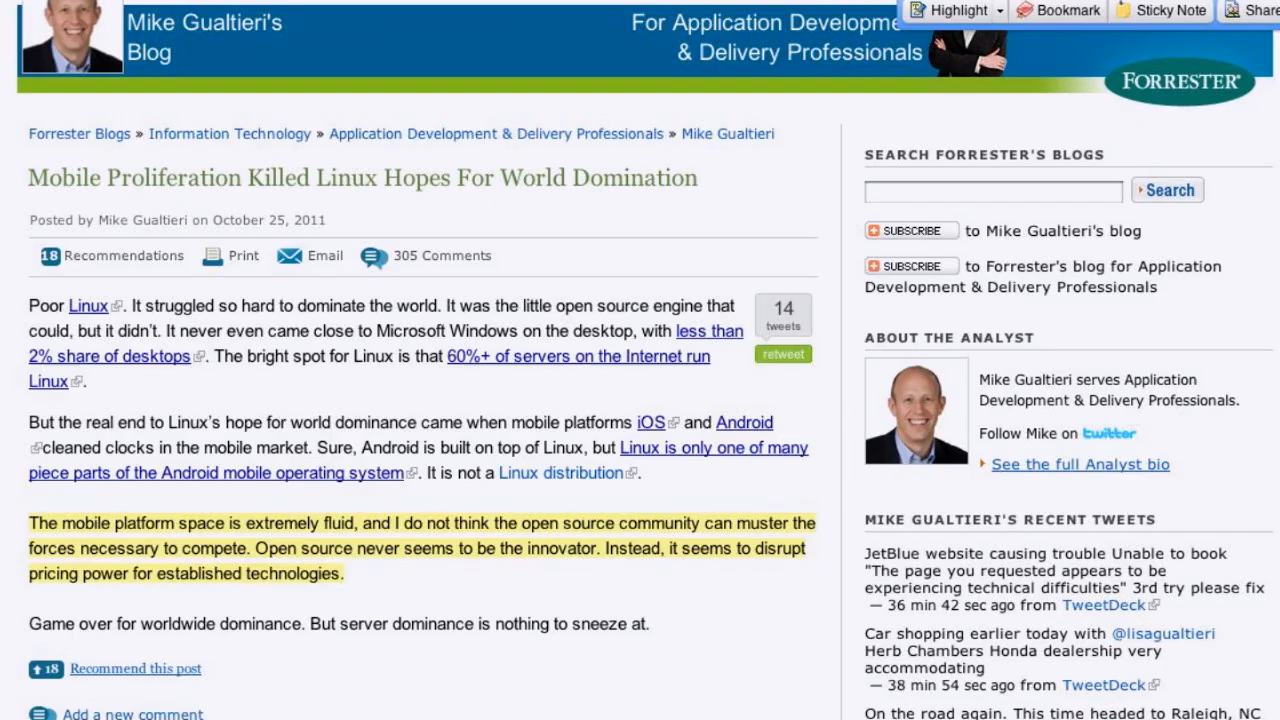 Mike Gualtieri's
Blog
For Application Developme
& Delivery Professionals
Highlight
Bookmark
Sticky Note
Share
FORRESTER®
Forrester Blogs » Information Technology » Application Development & Delivery Professionals » Mike Gualtieri
Mobile Proliferation Killed Linux Hopes For World Domination
Posted by Mike Gualtieri on October 25, 2011
18 Recommendations Print Email 305 Comments
Poor Linux. It struggled so hard to dominate the world. It was the little open source engine that
could, but it didn't. It never even came close to Microsoft Windows on the desktop, with less than
2% share of desktops. The bright spot for Linux is that 60%+ of servers on the Internet run
Linux.
14
tweets
retweet
But the real end to Linux's hope for world dominance came when mobile platforms iOS and Android
cleaned clocks in the mobile market. Sure, Android is built on top of Linux, but Linux is only one of many
piece parts of the Android mobile operating system. It is not a Linux distribution.
The mobile platform space is extremely fluid, and I do not think the open source community can muster the
forces necessary to compete. Open source never seems to be the innovator. Instead, it seems to disrupt
pricing power for established technologies.
Game over for worldwide dominance. But server dominance is nothing to sneeze at.
18 Recommend this post
Add a new comment
SEARCH FORRESTER'S BLOGS
Search
SUBSCRIBE to Mike Gualtieri's blog
SUBSCRIBE to Forrester's blog for Application
Development & Delivery Professionals
ABOUT THE ANALYST
Mike Gualtieri serves Application
Development & Delivery Professionals.
Follow Mike on twitter
See the full Analyst bio
MIKE GUALTIERI'S RECENT TWEETS
JetBlue website causing trouble Unable to book
"The page you requested appears to be
experiencing technical difficulties" 3rd try please fix
— 36 min 42 sec ago from TweetDeck
Car shopping earlier today with @lisagualtieri
Herb Chambers Honda dealership very
accommodating
— 38 min 54 sec ago from TweetDeck
On the road again. This time headed to Raleigh, NC